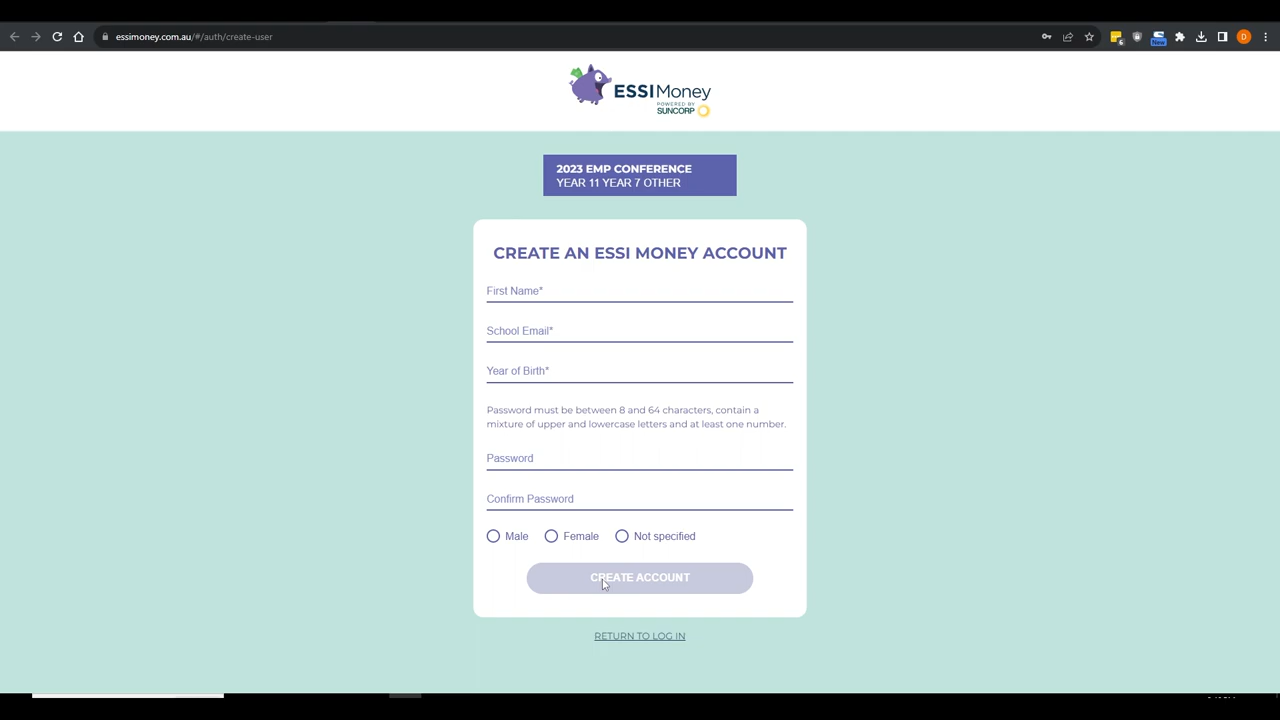 essimoney.com.au/#/auth/create-user
6
New
D
ESSIMoney
POWERED BY
SUNCORP
2023 EMP CONFERENCE
YEAR 11 YEAR 7 OTHER
CREATE AN ESSI MONEY ACCOUNT
First Name*
School Email*
Year of Birth*
Password must be between 8 and 64 characters, contain a
mixture of upper and lowercase letters and at least one number.
Password
Confirm Password
Male Female Not specified
CREATE ACCOUNT
RETURN TO LOG IN